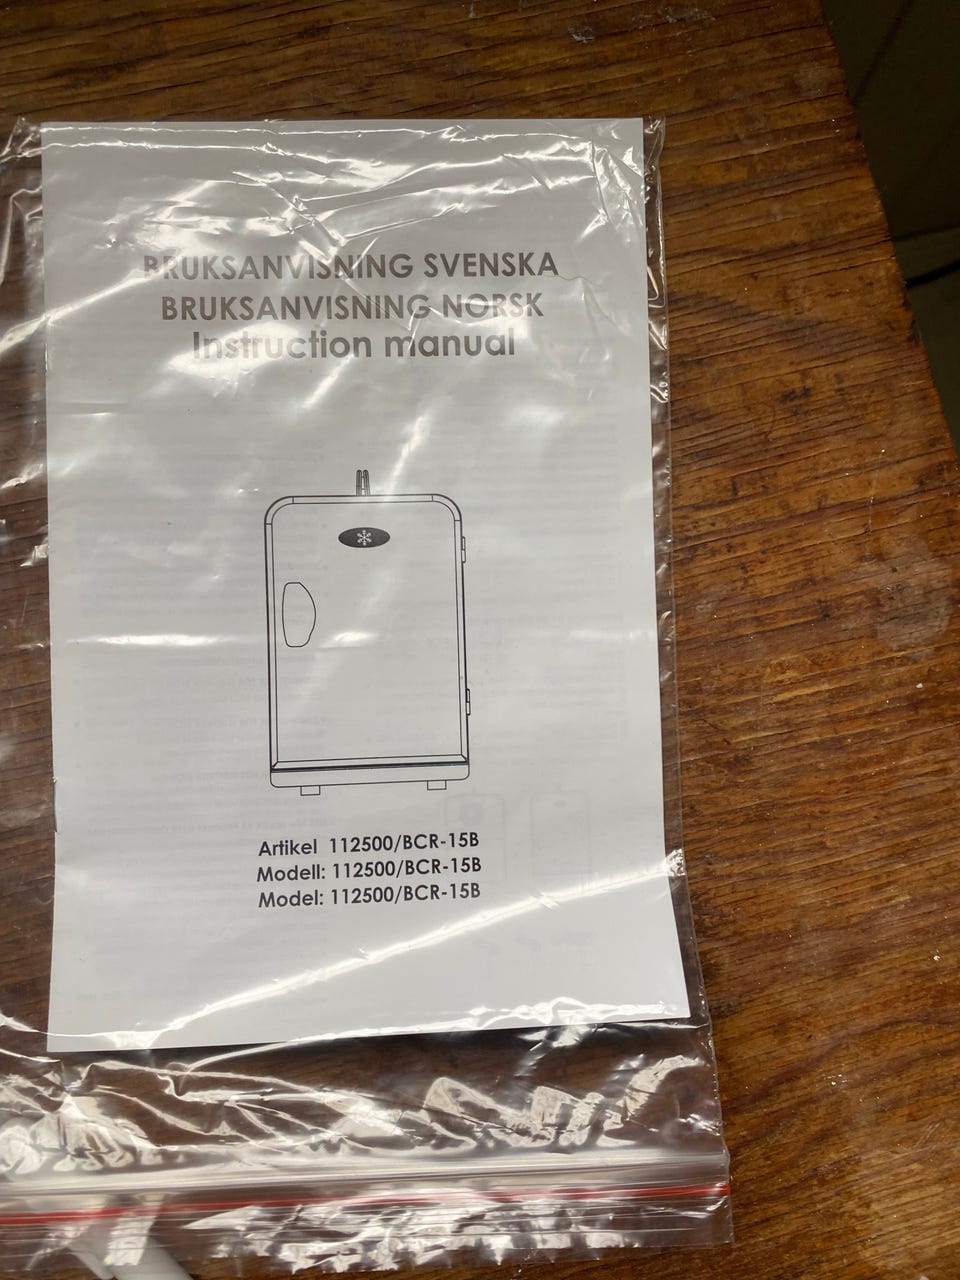 BRUKSANVISNING SVENSKA
BRUKSANVISNING NORSK
Instruction manual
Artikel 112500/BCR-15B
Modell: 112500/BCR-15B
Model: 112500/BCR-15B